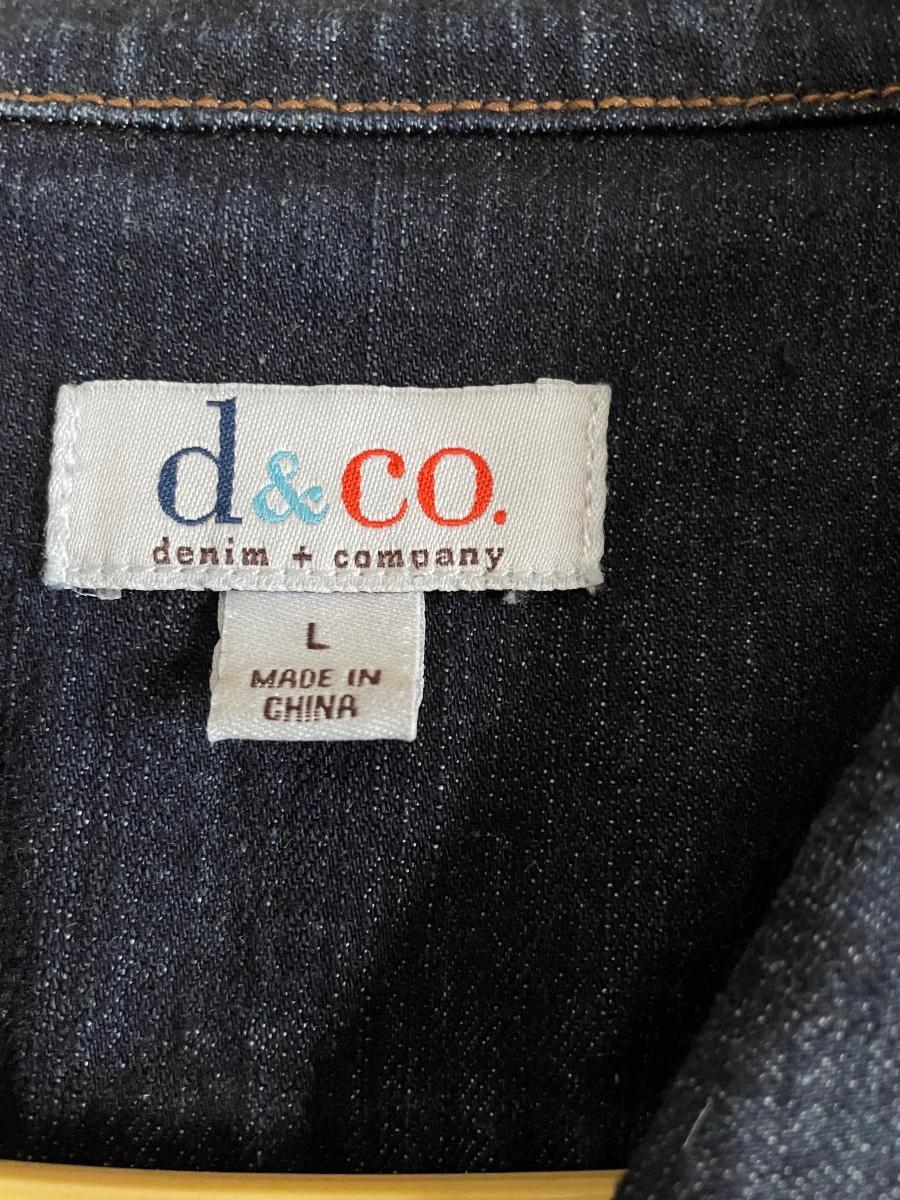 d&co.
denim + company
L
MADE IN
CHINA